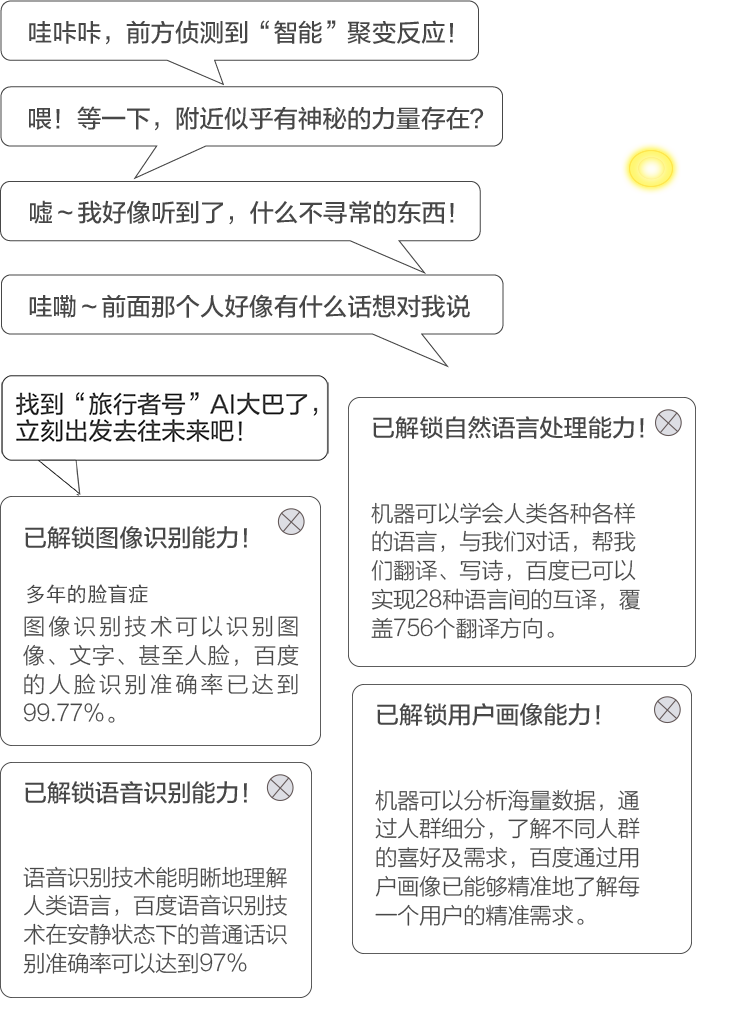 哇咔咔，前方侦测到“智能”聚变反应！
喂！等一下，附近似乎有神秘的力量存在？
嘘～我好像听到了，什么不寻常的东西！
哇嘞～前面那个人好像有什么话想对我说
找到“旅行者号”AI大巴了，
立刻出发去往未来吧！
已解锁图像识别能力！
多年的脸盲症
图像识别技术可以识别图
像、文字、甚至人脸，百度
的人脸识别准确率已达到
99.77%。
已解锁语音识别能力！
语音识别技术能明晰地理解
人类语言，百度语音识别技
术在安静状态下的普通话识
别准确率可以达到97%
已解锁自然语言处理能力！
机器可以学会人类各种各样
的语言，与我们对话，帮我
们翻译、写诗，百度已可以
实现28种语言间的互译，覆
盖756个翻译方向。
已解锁用户画像能力！
机器可以分析海量数据，通
过人群细分，了解不同人群
的喜好及需求，百度通过用
户画像已能够精准地了解每
一个用户的精准需求。